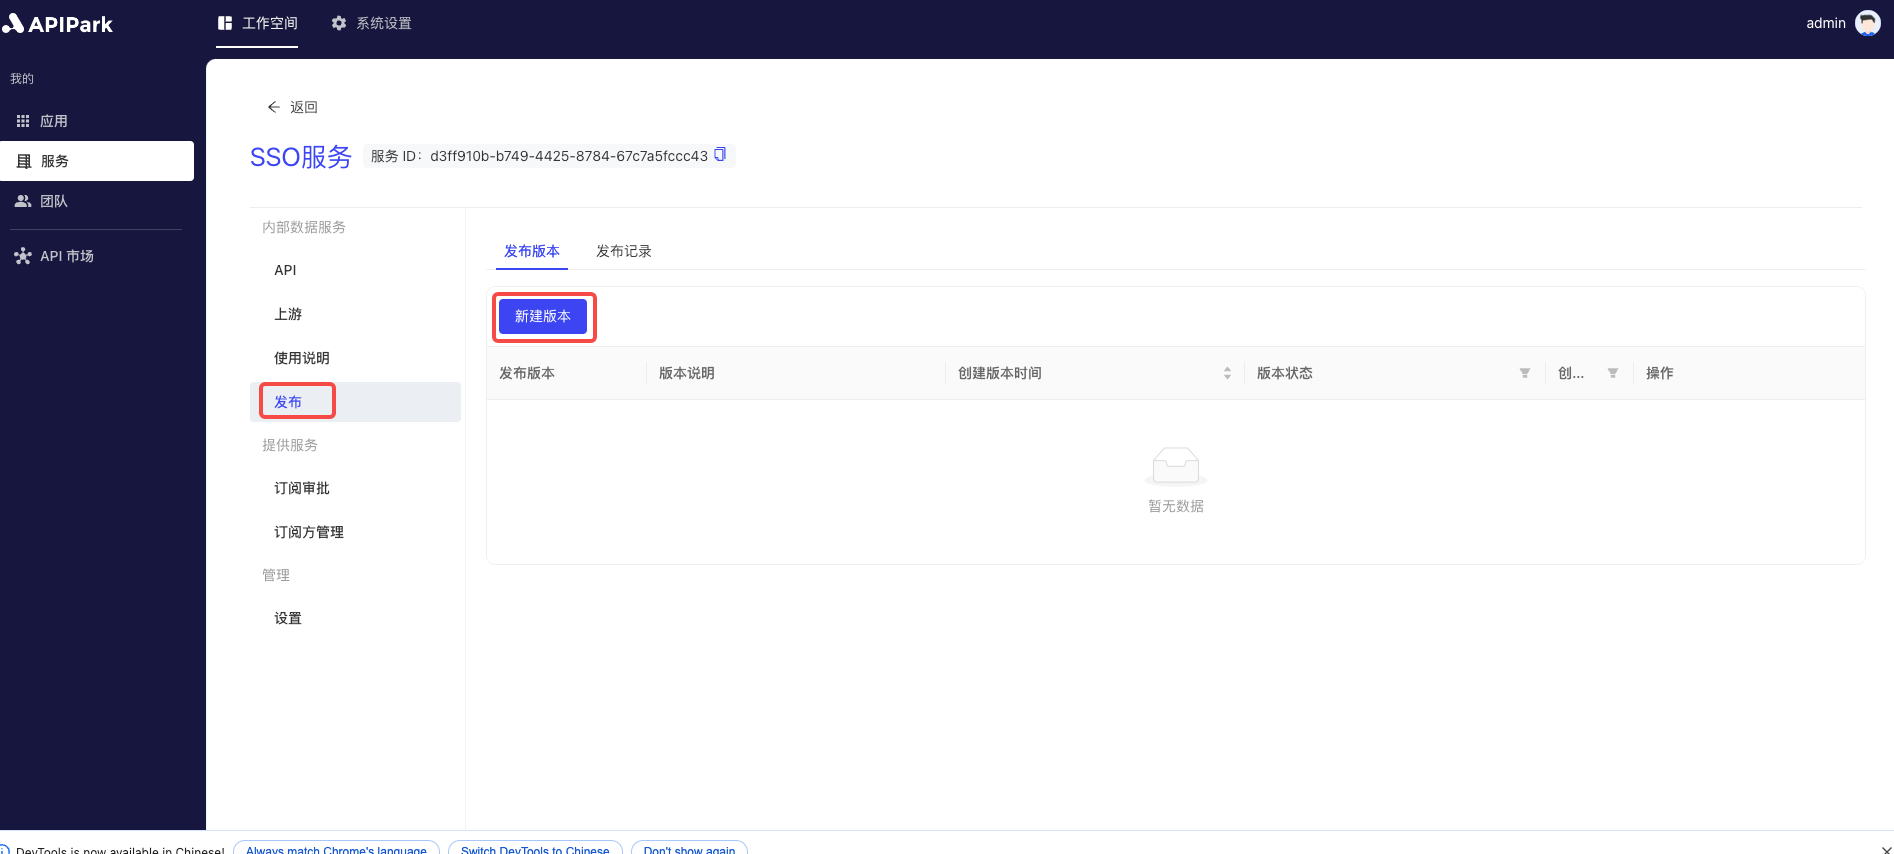 APIPark
工作空间
系统设置
admin
我的
应用
服务
团队
API 市场
返回
SSO服务
服务 ID: d3ff910b-b749-4425-8784-67c7a5fccc43
内部数据服务
API
上游
使用说明
发布
提供服务
订阅审批
订阅方管理
管理
设置
发布版本
发布记录
新建版本
发布版本
版本说明
创建版本时间
版本状态
创...
操作
暂无数据
DevTools is now available in Chinese!
Always match Chrome's language
Switch DevTools to Chinese
Don't show again